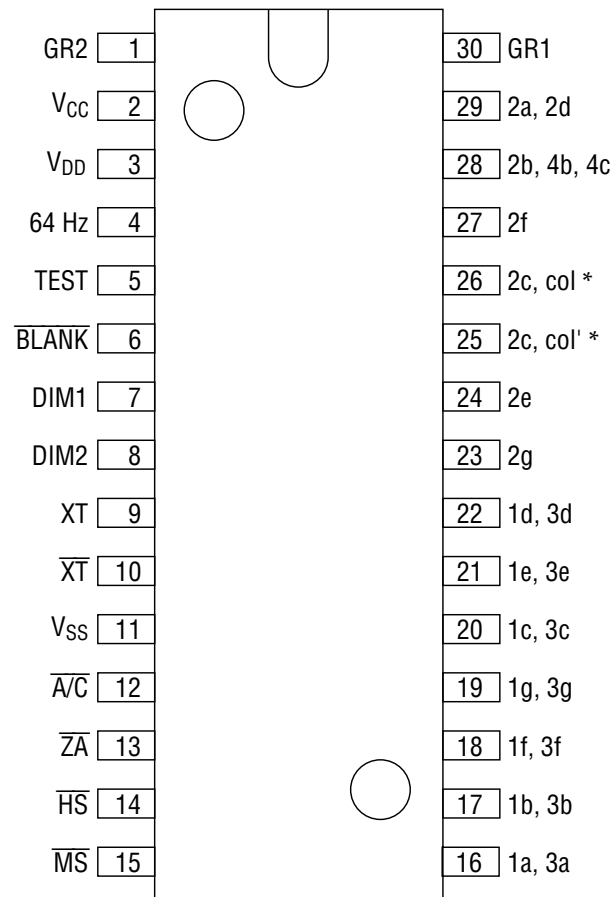 GR2 1 30 GR1
VCC 2 29 2a, 2d
VDD 3 28 2b, 4b, 4c
64 Hz 4 27 2f
TEST 5 26 2c, col *
BLANK 6 25 2c, col' *
DIM1 7 24 2e
DIM2 8 23 2g
XT 9 22 1d, 3d
XT 10 21 1e, 3e
VSS 11 20 1c, 3c
A/C 12 19 1g, 3g
ZA 13 18 1f, 3f
HS 14 17 1b, 3b
MS 15 16 1a, 3a